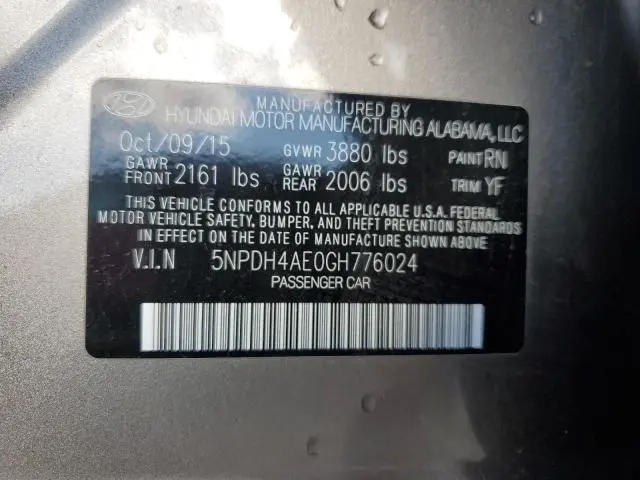 MANUFACTURED BY
HYUNDAI MOTOR MANUFACTURING ALABAMA, LLC
Oct/09/15 GVWR 3880 lbs PAINT RN
GAWR FRONT 2161 lbs GAWR REAR 2006 lbs TRIM YF
THIS VEHICLE CONFORMS TO ALL APPLICABLE U.S.A. FEDERAL
MOTOR VEHICLE SAFETY, BUMPER, AND THEFT PREVENTION STANDARDS
IN EFFECT ON THE DATE OF MANUFACTURE SHOWN ABOVE.
V.I.N 5NPDH4AE0GH776024
PASSENGER CAR